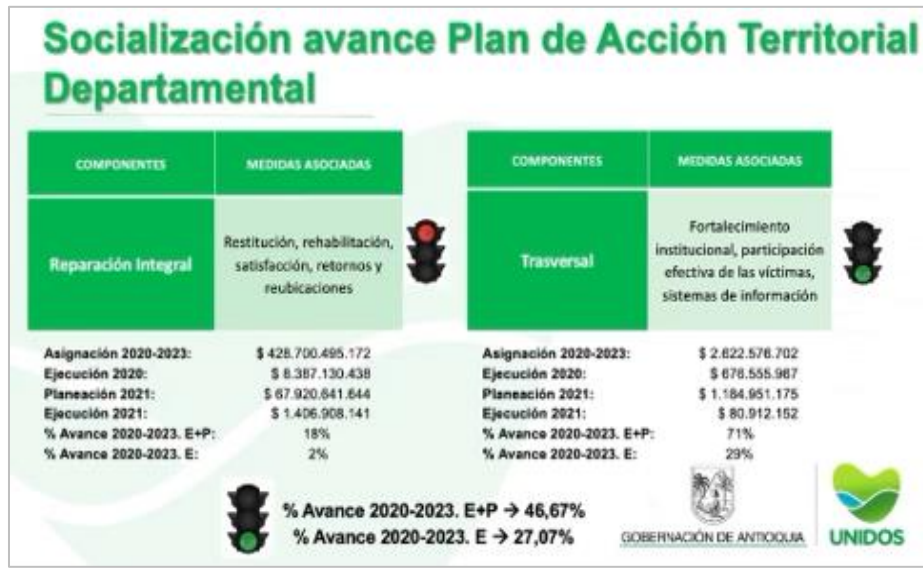 Socialización avance Plan de Acción Territorial
Departamental
COMPONENTES
MEDIDAS ASOCIADAS
Reparación Integral
Restitución, rehabilitación,
satisfacción, retornos y
reubicaciones
Asignación 2020-2023: $ 428.700.495.172
Ejecución 2020: $ 8.387.130.438
Planeación 2021: $ 67.920.641.644
Ejecución 2021: $ 1.406.908.141
% Avance 2020-2023. E+P: 18%
% Avance 2020-2023. E: 2%
COMPONENTES
MEDIDAS ASOCIADAS
Trasversal
Fortalecimiento
institucional, participación
efectiva de las víctimas,
sistemas de información
Asignación 2020-2023: $ 2.622.576.702
Ejecución 2020: $ 676.555.967
Planeación 2021: $ 1.184.951.175
Ejecución 2021: $ 80.912.152
% Avance 2020-2023. E+P: 71%
% Avance 2020-2023. E: 29%
% Avance 2020-2023. E+P → 46,67%
% Avance 2020-2023. E → 27,07%
GOBERNACIÓN DE ANTIOQUIA
UNIDOS